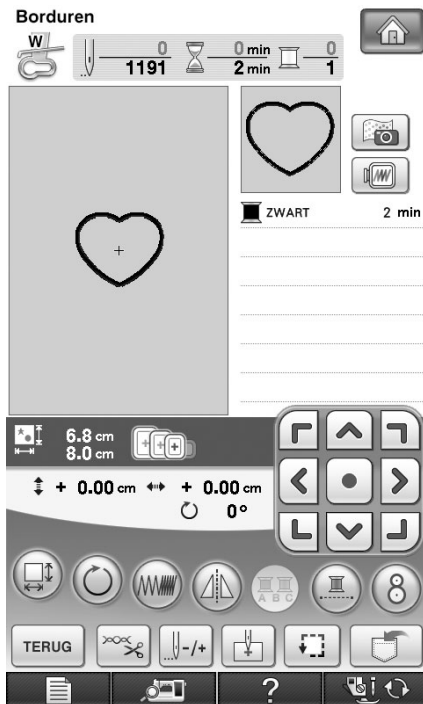 Borduren
W
0 0 min 0
1191 2 min 1
ZWART 2 min
6.8 cm
8.0 cm
+ 0.00 cm + 0.00 cm
0°
A B C
8
TERUG -/+
? i